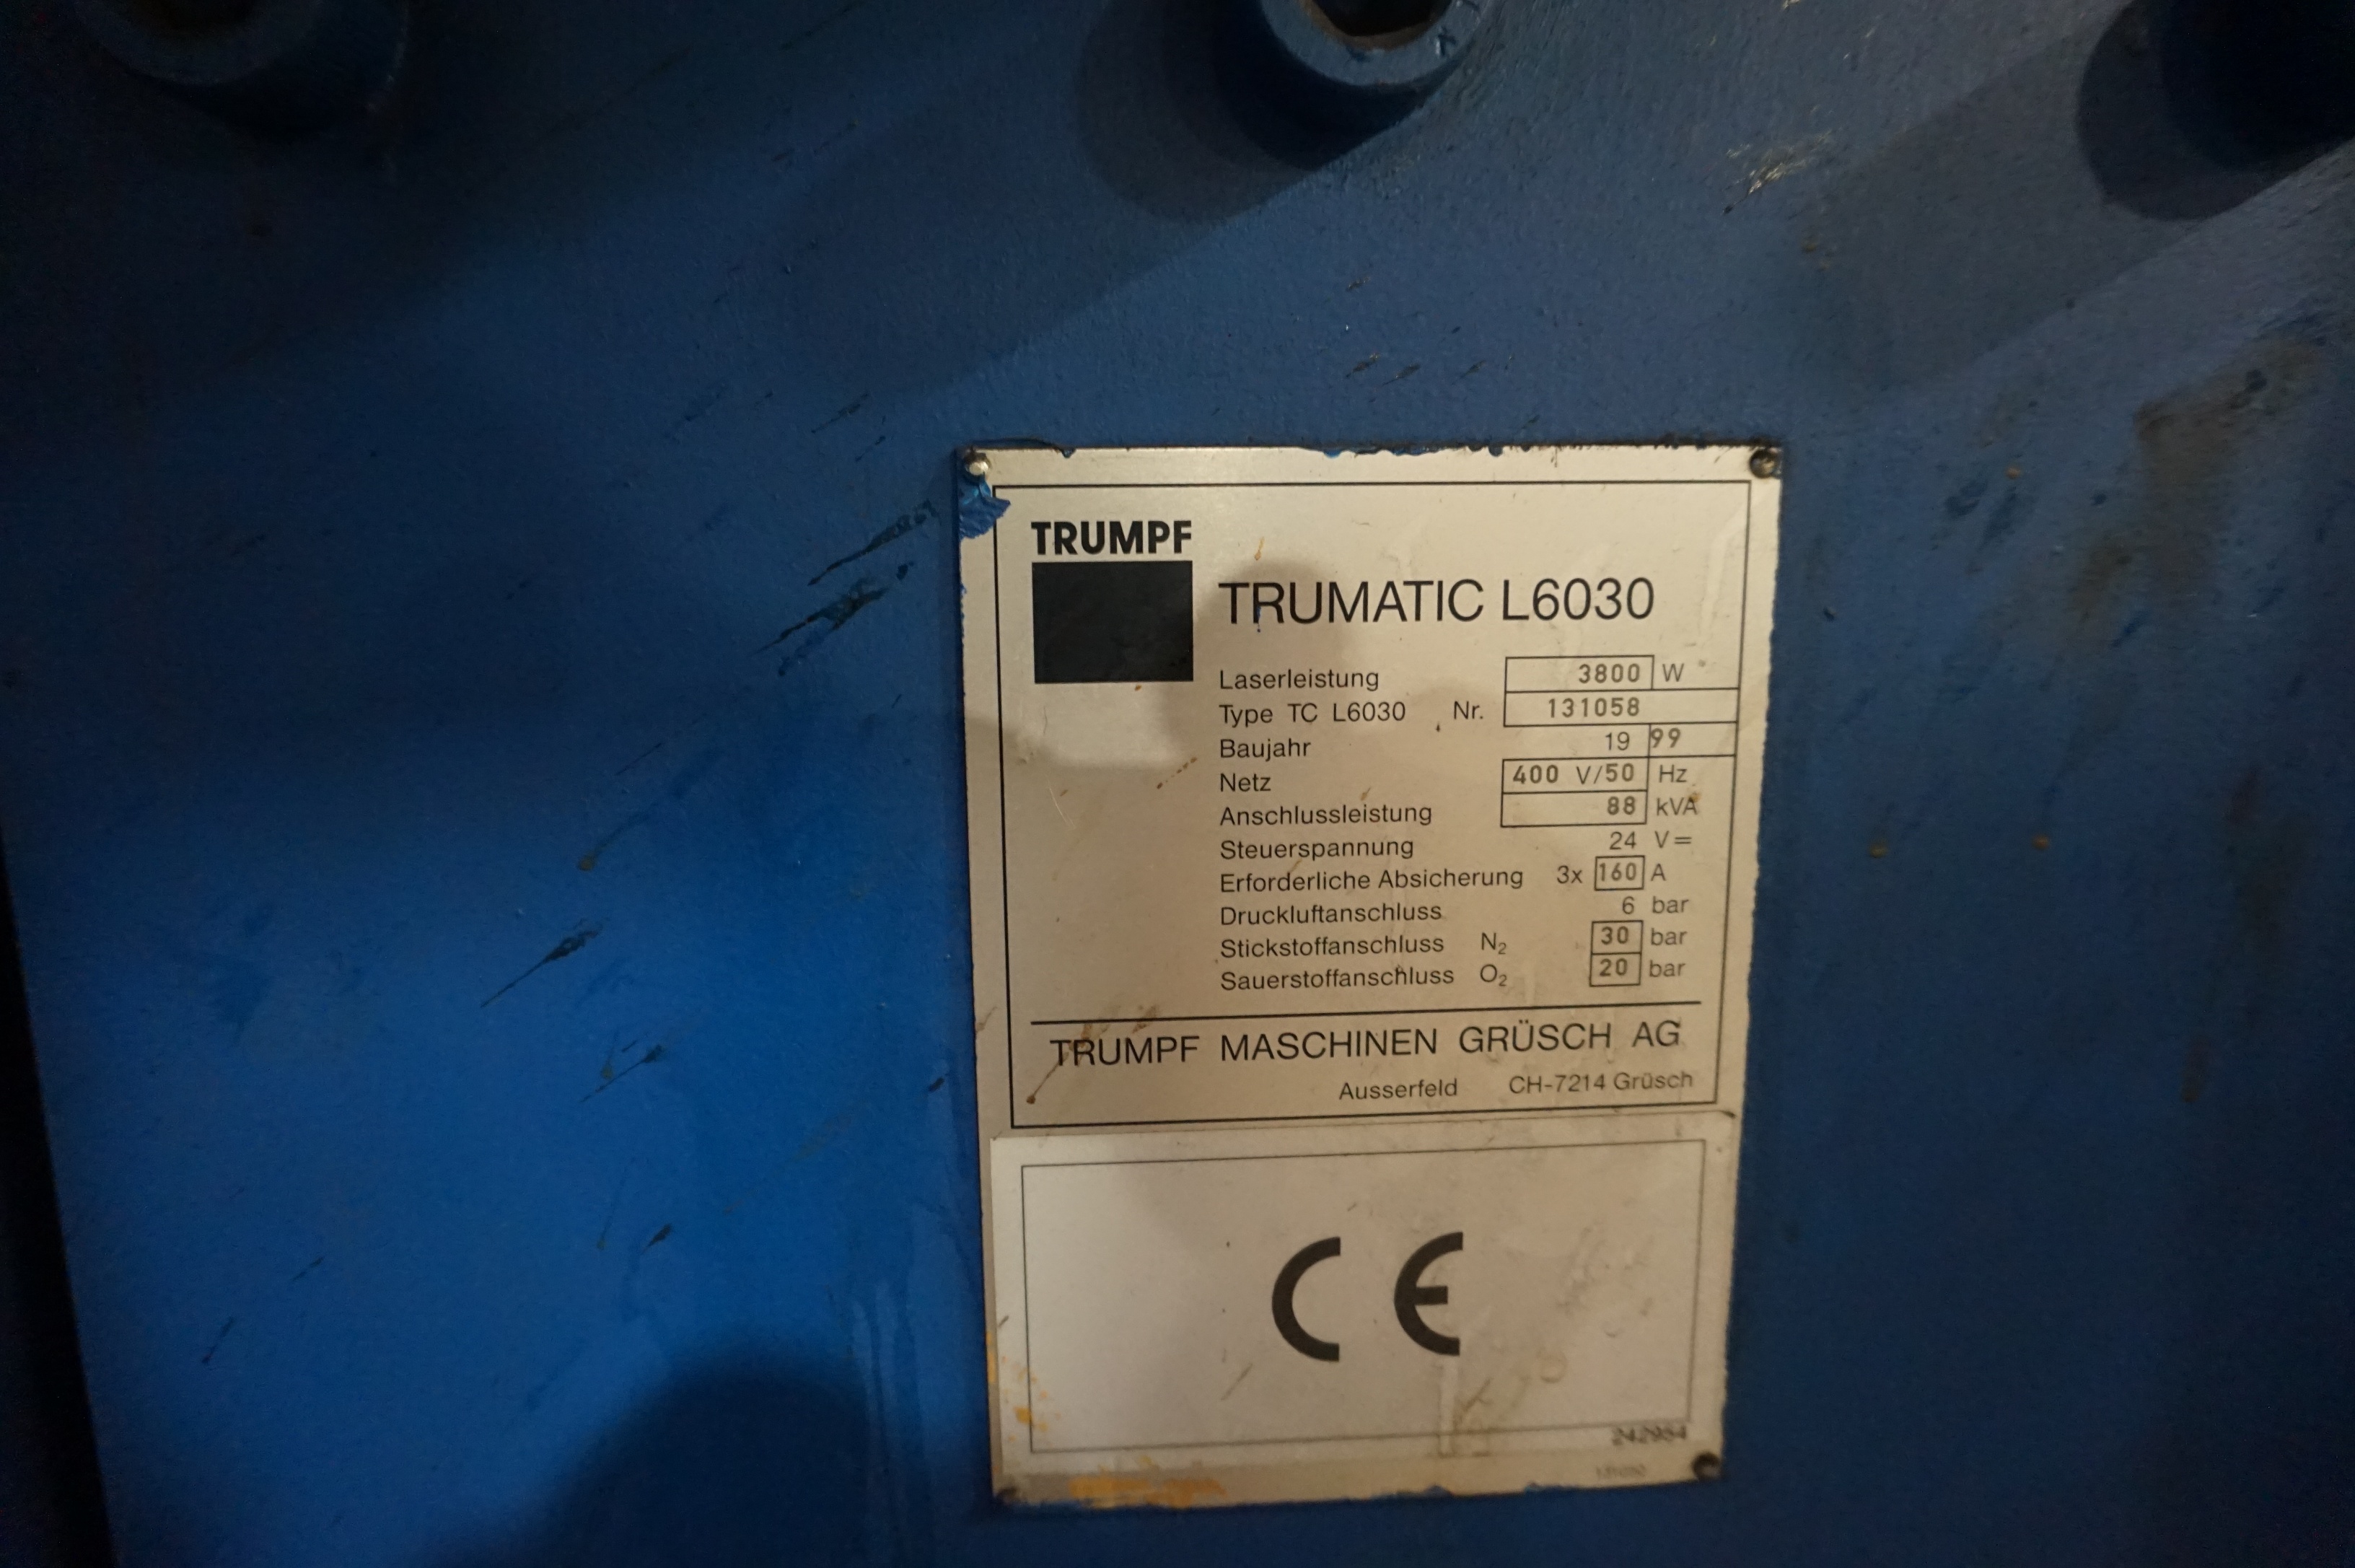 TRUMPF
TRUMATIC L6030
Laserleistung 3800 W
Type TC L6030 Nr. 131058
Baujahr 19 99
Netz 400 V/50 Hz
Anschlussleistung 88 kVA
Steuerspannung 24 V=
Erforderliche Absicherung 3x 160 A
Druckluftanschluss 6 bar
Stickstoffanschluss N₂ 30 bar
Sauerstoffanschluss O₂ 20 bar
TRUMPF MASCHINEN GRÜSCH AG
Ausserfeld CH-7214 Grüsch
CE